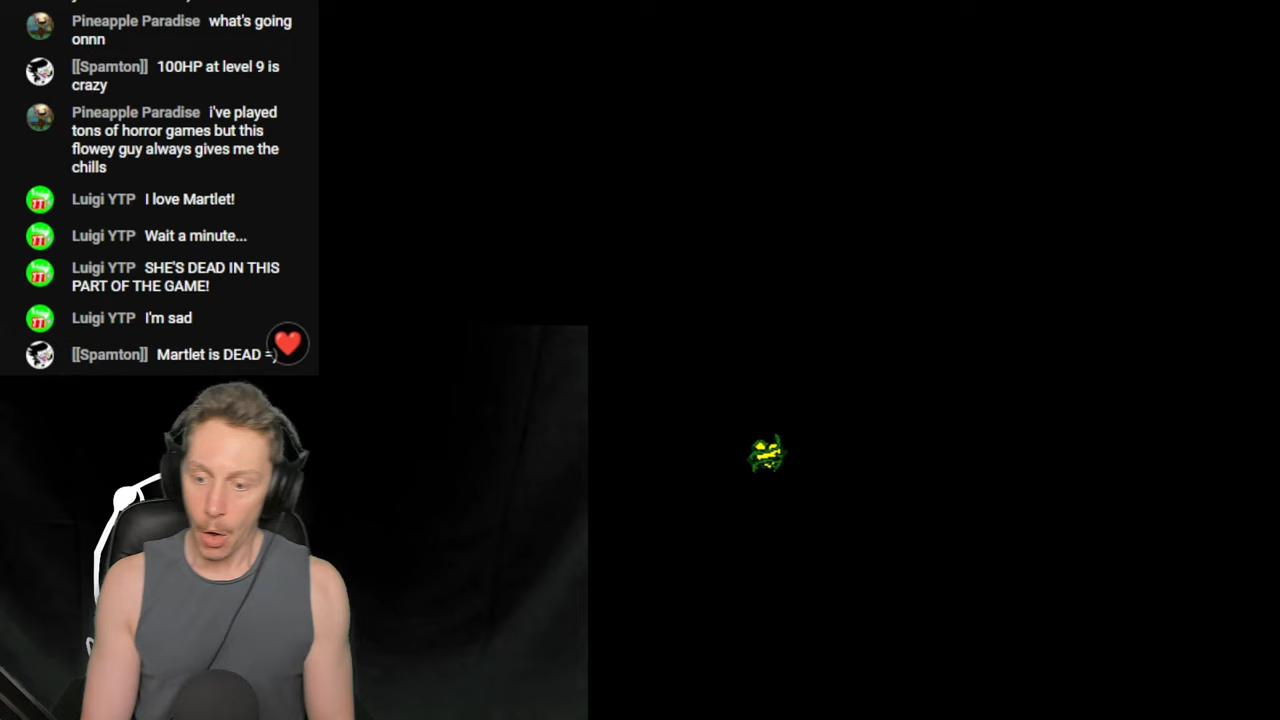 Pineapple Paradise what's going
onnn
[[Spamton]] 100HP at level 9 is
crazy
Pineapple Paradise i've played
tons of horror games but this
flowey guy always gives me the
chills
Luigi YTP I love Martlet!
Luigi YTP Wait a minute...
Luigi YTP SHE'S DEAD IN THIS
PART OF THE GAME!
Luigi YTP I'm sad
[[Spamton]] Martlet is DEAD =)